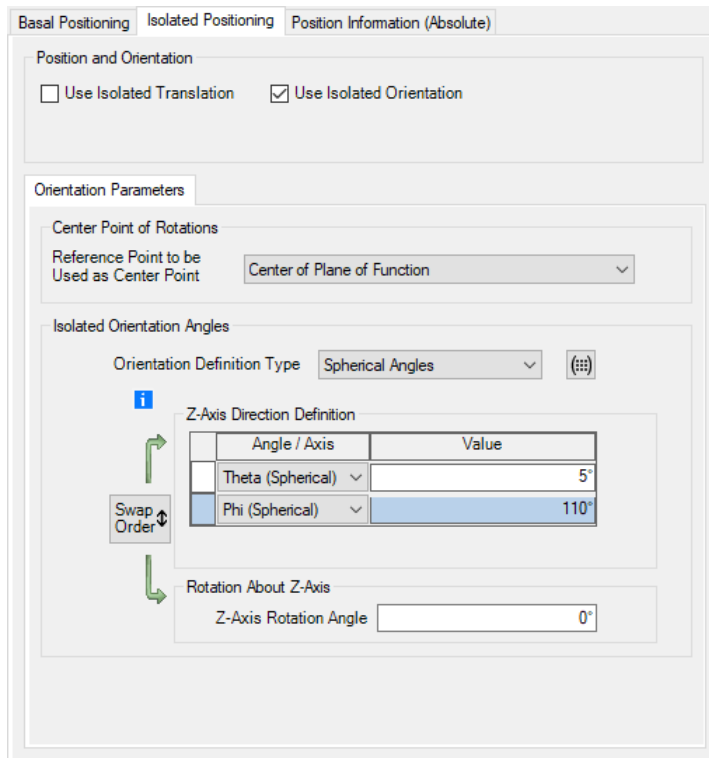 Basal Positioning Isolated Positioning Position Information (Absolute)
Position and Orientation
Use Isolated Translation Use Isolated Orientation
Orientation Parameters
Center Point of Rotations
Reference Point to be
Used as Center Point
Center of Plane of Function
Isolated Orientation Angles
Orientation Definition Type Spherical Angles (:::)
i
Z-Axis Direction Definition
Angle / Axis Value
Theta (Spherical) 5°
Phi (Spherical) 110°
Swap
Order
Rotation About Z-Axis
Z-Axis Rotation Angle 0°